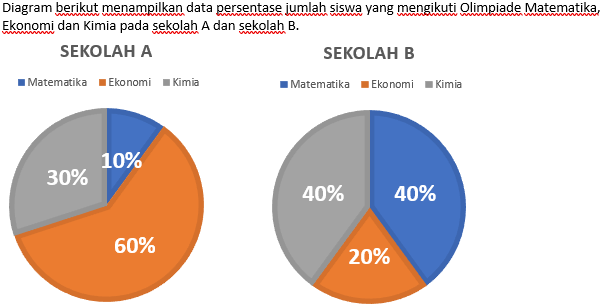 Diagram berikut menampilkan data persentase jumlah siswa yang mengikuti Olimpiade Matematika,
Ekonomi dan Kimia pada sekolah A dan sekolah B.
SEKOLAH A
Matematika Ekonomi Kimia
10%
30%
60%
SEKOLAH B
Matematika Ekonomi Kimia
40% 40%
20%